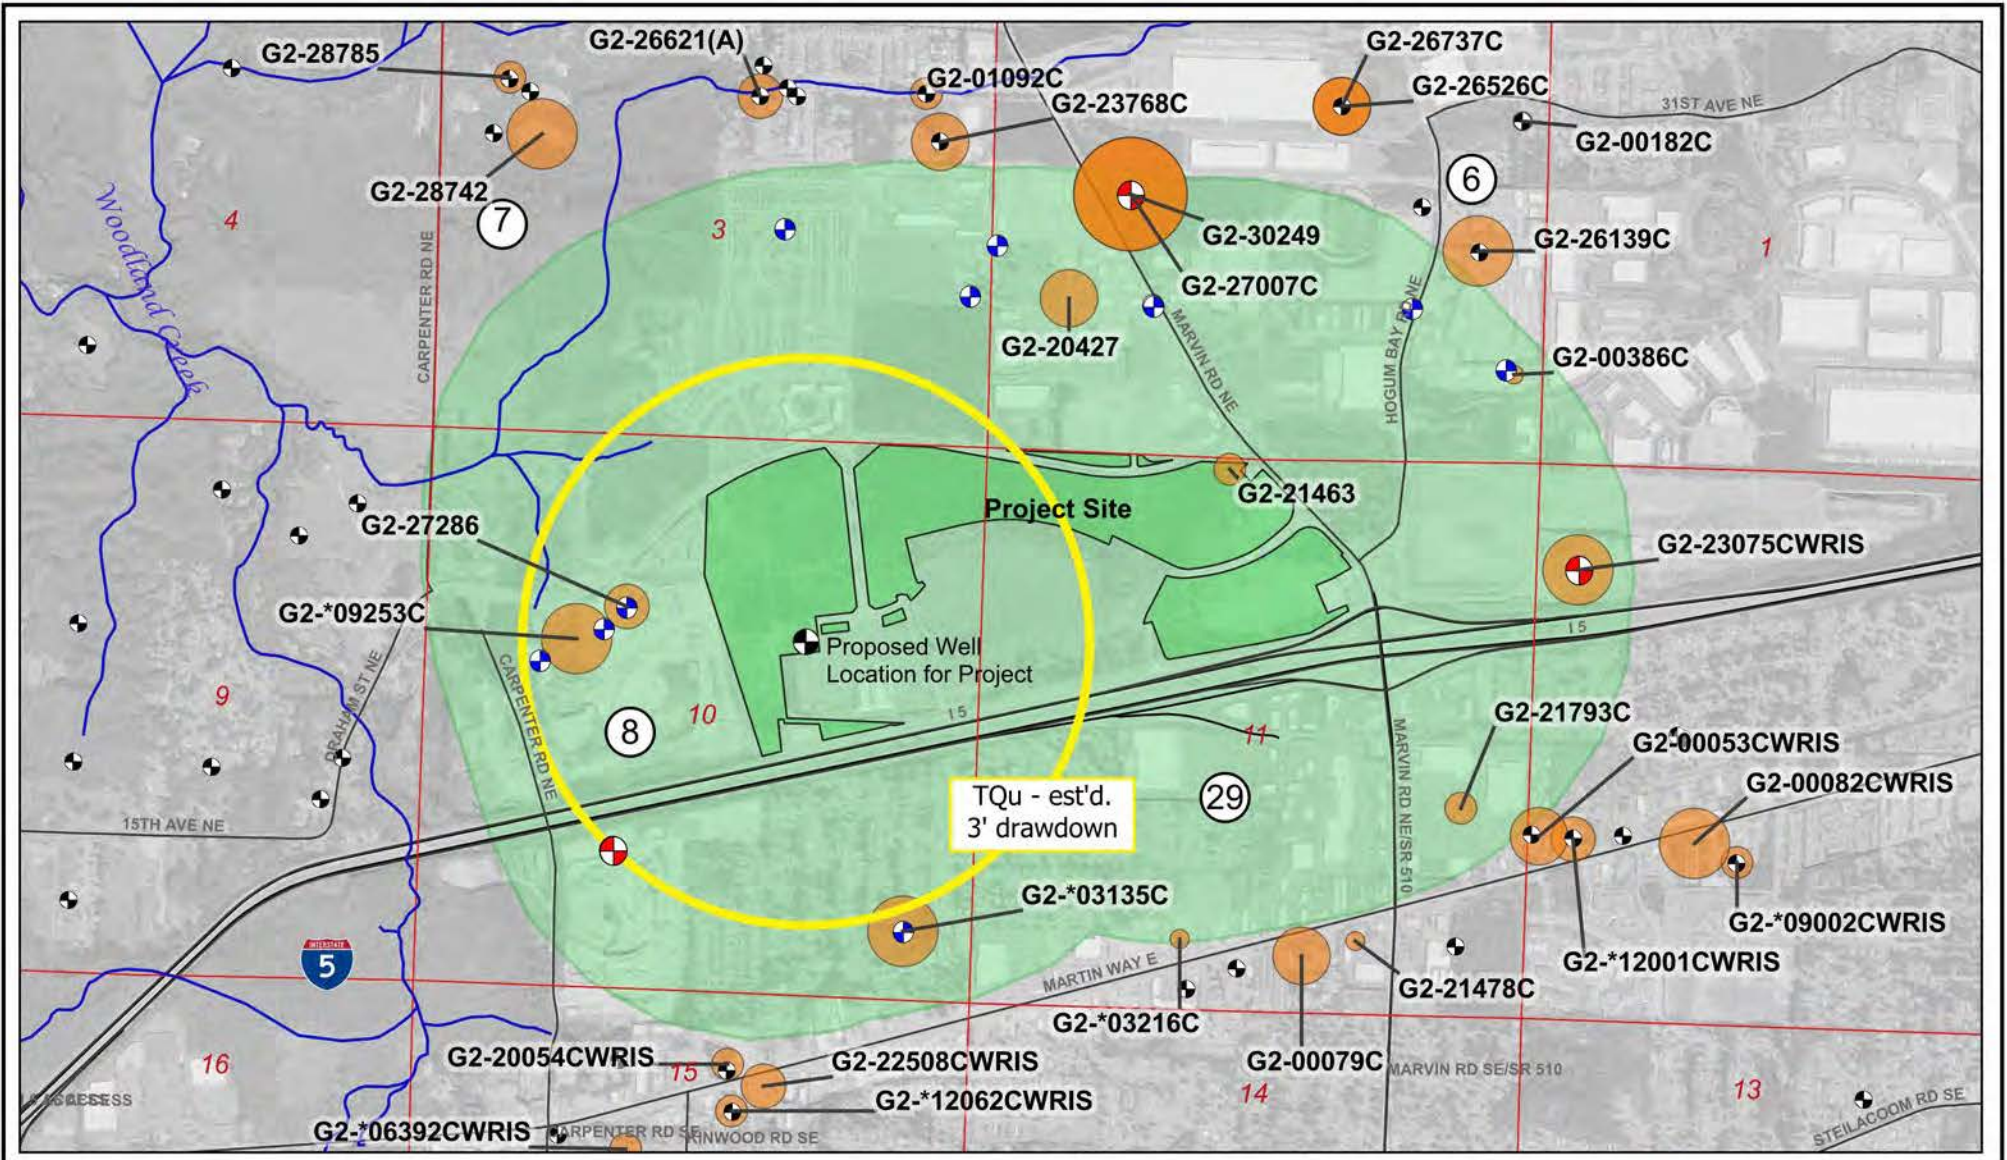 G2-28785
G2-26621(A)
G2-26737C
G2-01092C
G2-26526C
G2-23768C
31ST AVE NE
G2-00182C
G2-28742
6
7
4
3
1
Woodland Creek
CARPENTER RD NE
G2-30249
G2-26139C
G2-27007C
G2-20427
MARVIN RD NE
HOGUM BAY RD NE
G2-00386C
G2-21463
Project Site
G2-27286
G2-23075CWRIS
G2-*09253C
I 5
Proposed Well
Location for Project
DRAHAM ST NE
CARPENTER RD NE
9
10
8
I 5
11
G2-21793C
G2-00053CWRIS
G2-00082CWRIS
MARVIN RD NE/SR 510
29
TQu - est'd.
3' drawdown
15TH AVE NE
G2-*03135C
G2-*09002CWRIS
INTERSTATE
5
MARTIN WAY E
G2-*12001CWRIS
G2-21478C
G2-*03216C
G2-20054CWRIS
G2-22508CWRIS
G2-00079C
MARVIN RD SE/SR 510
16
15
14
13
G2-*12062CWRIS
G2-*06392CWRIS
CARPENTER RD SE
KINWOOD RD SE
STEILACOOM RD SE